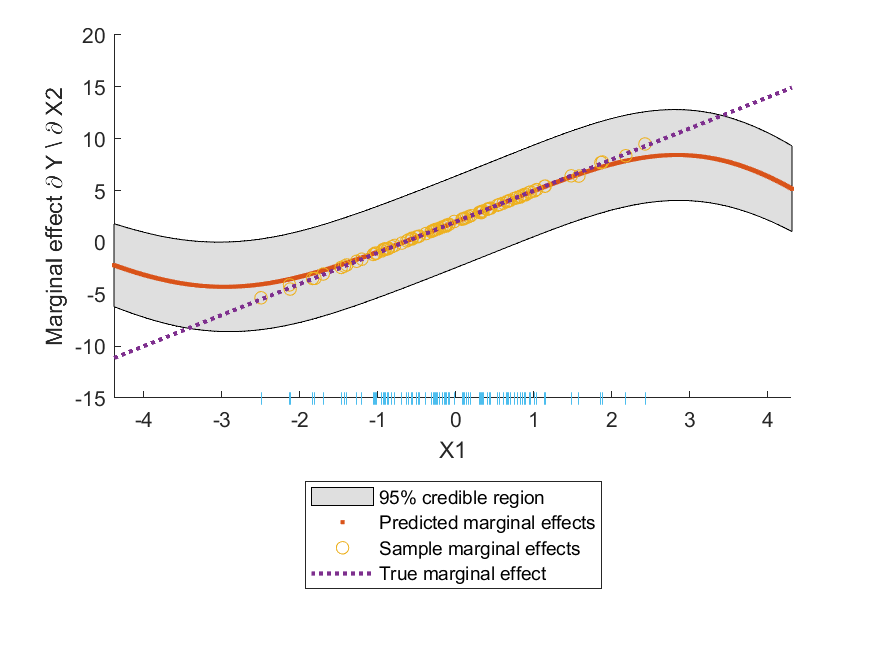 20
15
10
5
0
-5
-10
-15
Marginal effect ∂ Y \ ∂ X2
-4 -3 -2 -1 0 1 2 3 4
X1
95% credible region
Predicted marginal effects
Sample marginal effects
True marginal effect